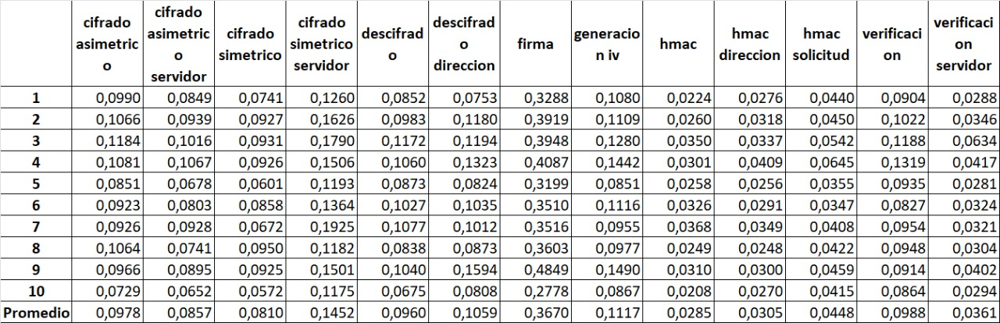 cifrado asimetrico cifrado asimetrico servidor cifrado simetrico cifrado simetrico servidor descifrado descifrado direccion firma generacion iv hmac hmac direccion hmac solicitud verificacion verificacion servidor
1 0,0990 0,0849 0,0741 0,1260 0,0852 0,0753 0,3288 0,1080 0,0224 0,0276 0,0440 0,0904 0,0288
2 0,1066 0,0939 0,0927 0,1626 0,0983 0,1180 0,3919 0,1109 0,0260 0,0318 0,0450 0,1022 0,0346
3 0,1184 0,1016 0,0931 0,1790 0,1172 0,1194 0,3948 0,1280 0,0350 0,0337 0,0542 0,1188 0,0634
4 0,1081 0,1067 0,0926 0,1506 0,1060 0,1323 0,4087 0,1442 0,0301 0,0409 0,0645 0,1319 0,0417
5 0,0851 0,0678 0,0601 0,1193 0,0873 0,0824 0,3199 0,0851 0,0258 0,0256 0,0355 0,0935 0,0281
6 0,0923 0,0803 0,0858 0,1364 0,1027 0,1035 0,3510 0,1116 0,0326 0,0291 0,0347 0,0827 0,0324
7 0,0926 0,0928 0,0672 0,1925 0,1077 0,1012 0,3516 0,0955 0,0368 0,0349 0,0408 0,0954 0,0321
8 0,1064 0,0741 0,0950 0,1182 0,0838 0,0873 0,3603 0,0977 0,0249 0,0248 0,0422 0,0948 0,0304
9 0,0966 0,0895 0,0925 0,1501 0,1040 0,1594 0,4849 0,1490 0,0310 0,0300 0,0459 0,0914 0,0402
10 0,0729 0,0652 0,0572 0,1175 0,0675 0,0808 0,2778 0,0867 0,0208 0,0270 0,0415 0,0864 0,0294
Promedio 0,0978 0,0857 0,0810 0,1452 0,0960 0,1059 0,3670 0,1117 0,0285 0,0305 0,0448 0,0988 0,0361